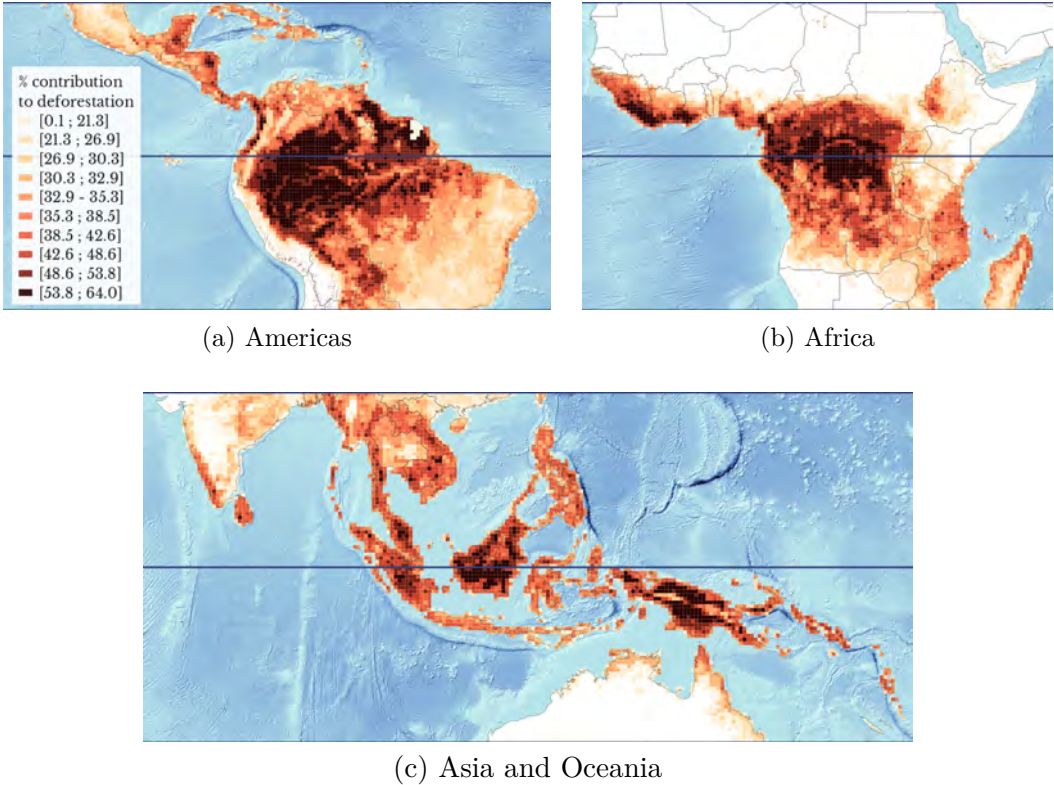 % contribution
to deforestation
[0.1 ; 21.3]
[21.3 ; 26.9]
[26.9 ; 30.3]
[30.3 ; 32.9]
[32.9 - 35.3]
[35.3 ; 38.5]
[38.5 ; 42.6]
[42.6 ; 48.6]
[48.6 ; 53.8]
[53.8 ; 64.0]
(a) Americas
(b) Africa
(c) Asia and Oceania